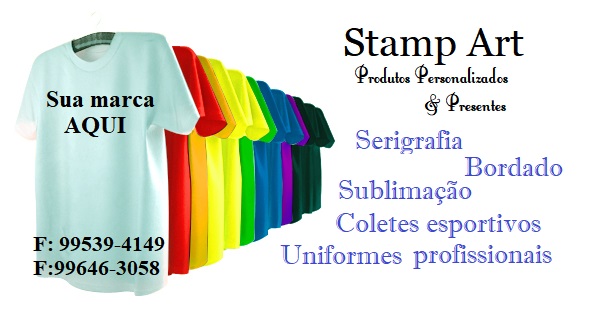 Stamp Art
Produtos Personalizados
& Presentes
Sua marca
AQUI
Serigrafia
Bordado
Sublimação
Coletes esportivos
Uniformes profissionais
F: 99539-4149
F:99646-3058